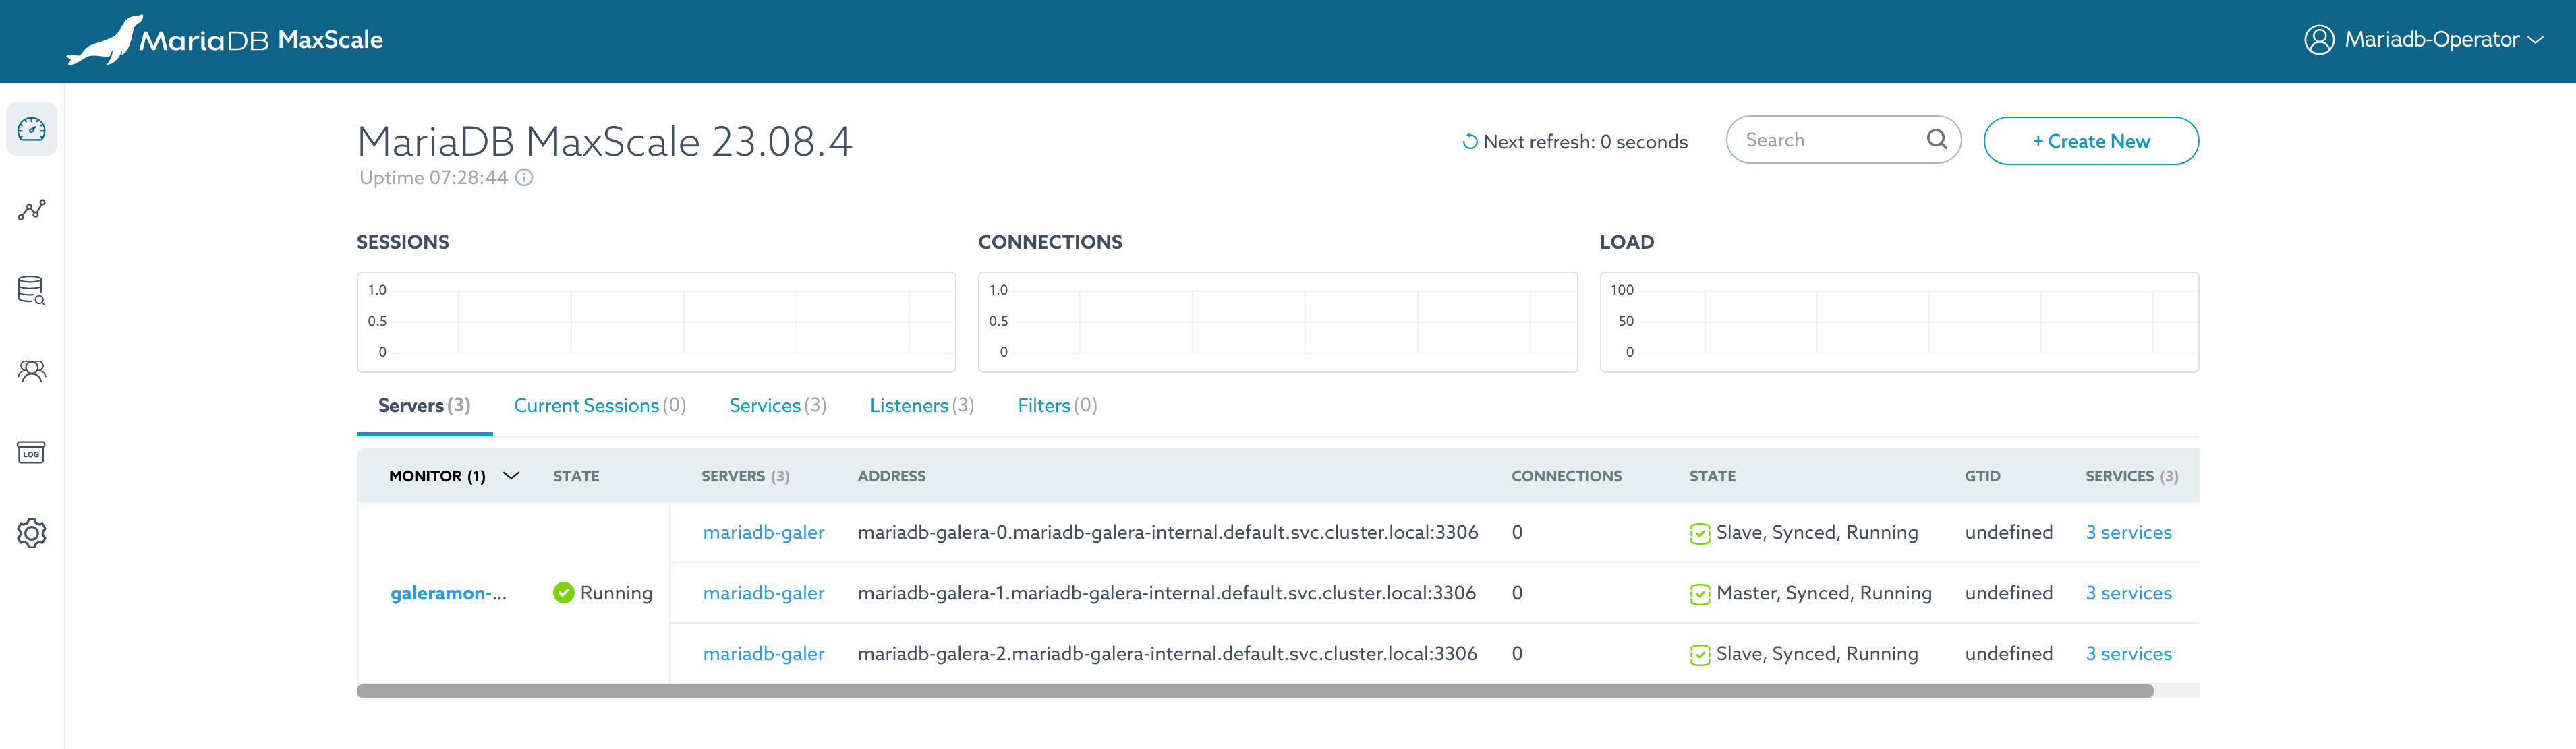 MariaDB MaxScale
Mariadb-Operator
MariaDB MaxScale 23.08.4
Uptime 07:28:44
Next refresh: 0 seconds
Search
+ Create New
SESSIONS
1.0
0.5
0
CONNECTIONS
1.0
0.5
0
LOAD
100
50
0
Servers (3) Current Sessions (0) Services (3) Listeners (3) Filters (0)
MONITOR (1) STATE SERVERS (3) ADDRESS CONNECTIONS STATE GTID SERVICES (3)
mariadb-galer mariadb-galera-0.mariadb-galera-internal.default.svc.cluster.local:3306 0 Slave, Synced, Running undefined 3 services
galeramon-... Running mariadb-galer mariadb-galera-1.mariadb-galera-internal.default.svc.cluster.local:3306 0 Master, Synced, Running undefined 3 services
mariadb-galer mariadb-galera-2.mariadb-galera-internal.default.svc.cluster.local:3306 0 Slave, Synced, Running undefined 3 services
LOG